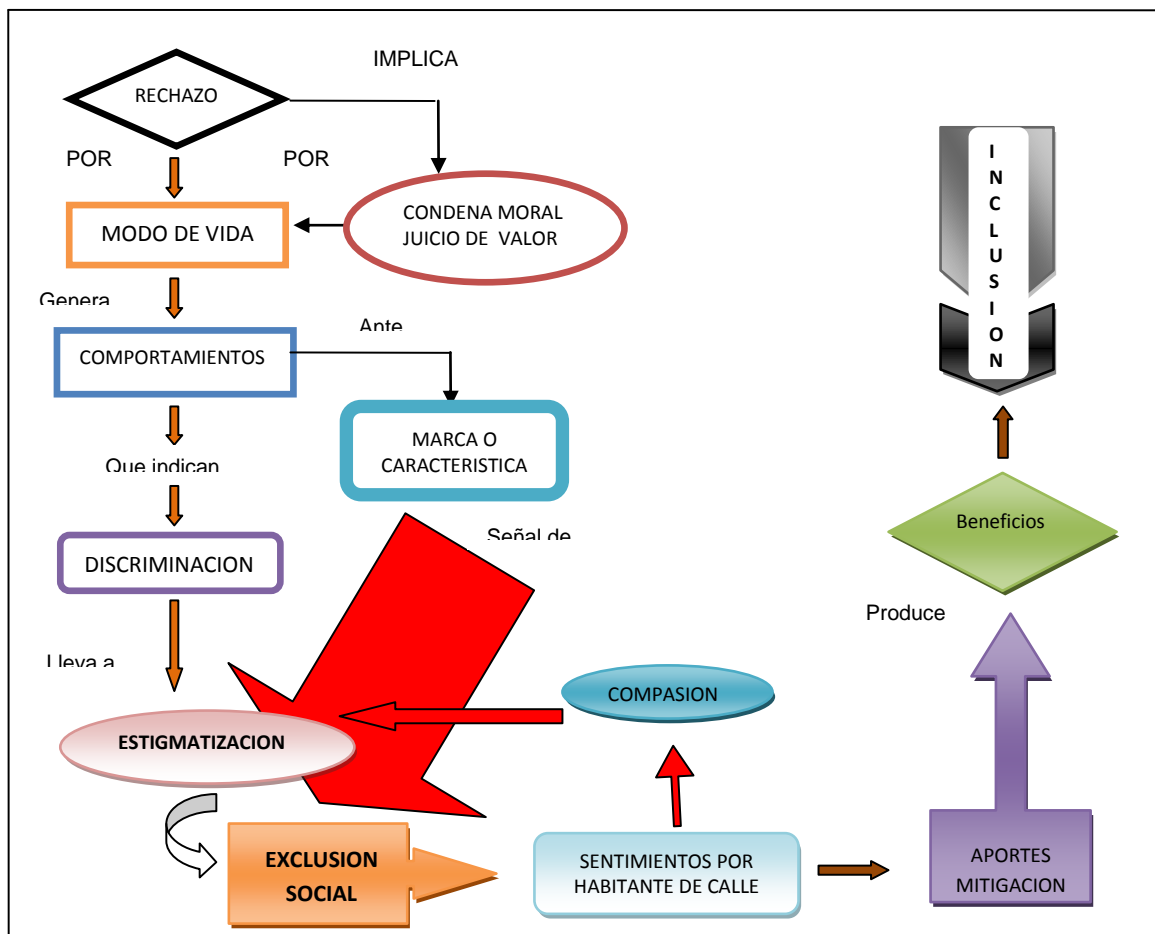 IMPLICA
RECHAZO
POR
POR
CONDENA MORAL
JUICIO DE VALOR
MODO DE VIDA
Genera
Ante
COMPORTAMIENTOS
MARCA O
CARACTERISTICA
Que indican
Señal de
DISCRIMINACION
Lleva a
COMPASION
ESTIGMATIZACION
EXCLUSION
SOCIAL
SENTIMIENTOS POR
HABITANTE DE CALLE
APORTES
MITIGACION
Produce
Beneficios
INCLUSION